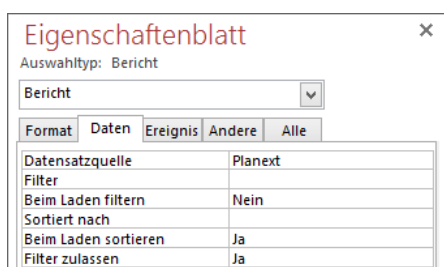 Eigenschaftenblatt
Auswahltyp: Bericht
Bericht
Format Daten Ereignis Andere Alle
Datensatzquelle Planext
Filter
Beim Laden filtern Nein
Sortiert nach
Beim Laden sortieren Ja
Filter zulassen Ja